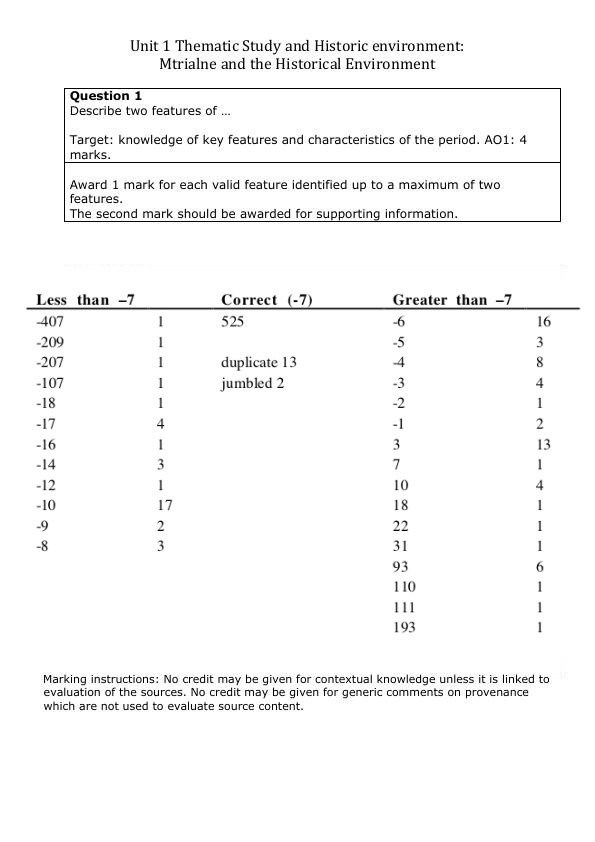 Unit 1 Thematic Study and Historic environment:
Mtrialne and the Historical Environment
Question 1
Describe two features of …
Target: knowledge of key features and characteristics of the period. AO1: 4
marks.
Award 1 mark for each valid feature identified up to a maximum of two
features.
The second mark should be awarded for supporting information.
Less than –7 Correct (-7) Greater than –7
-407 1 525 -6 16
-209 1 -5 3
-207 1 duplicate 13 -4 8
-107 1 jumbled 2 -3 4
-18 1 -2 1
-17 4 -1 2
-16 1 3 13
-14 3 7 1
-12 1 10 4
-10 17 18 1
-9 2 22 1
-8 3 31 1
93 6
110 1
111 1
193 1
Marking instructions: No credit may be given for contextual knowledge unless it is linked to
evaluation of the sources. No credit may be given for generic comments on provenance
which are not used to evaluate source content.